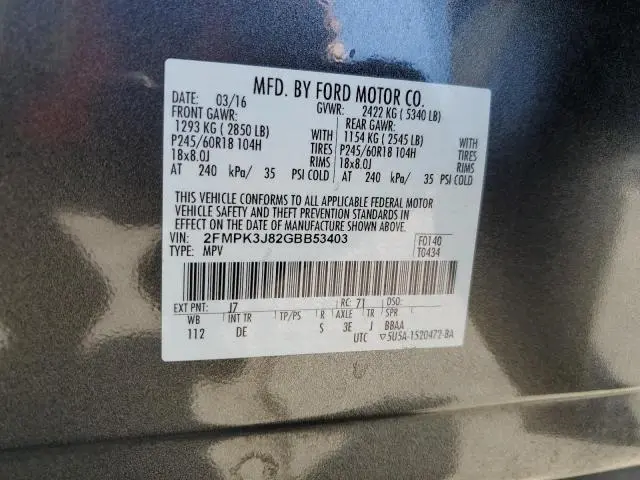 MFD. BY FORD MOTOR CO.
DATE: 03/16 GVWR: 2422 KG ( 5340 LB)
FRONT GAWR: REAR GAWR:
1293 KG ( 2850 LB) WITH 1154 KG ( 2545 LB) WITH
P245/60R18 104H TIRES P245/60R18 104H TIRES
18x8.0J RIMS 18x8.0J RIMS
AT 240 kPa/ 35 PSI COLD AT 240 kPa/ 35 PSI COLD
THIS VEHICLE CONFORMS TO ALL APPLICABLE FEDERAL MOTOR
VEHICLE SAFETY AND THEFT PREVENTION STANDARDS IN
EFFECT ON THE DATE OF MANUFACTURE SHOWN ABOVE.
VIN: 2FMPK3J82GBB53403 F0140
TYPE: MPV T0434
EXT PNT: J7 RC: 71 DSO:
WB INT TR TP/PS R AXLE TR SPR
112 DE S 3E J BBAA
UTC ▽5U5A-1520472-BA